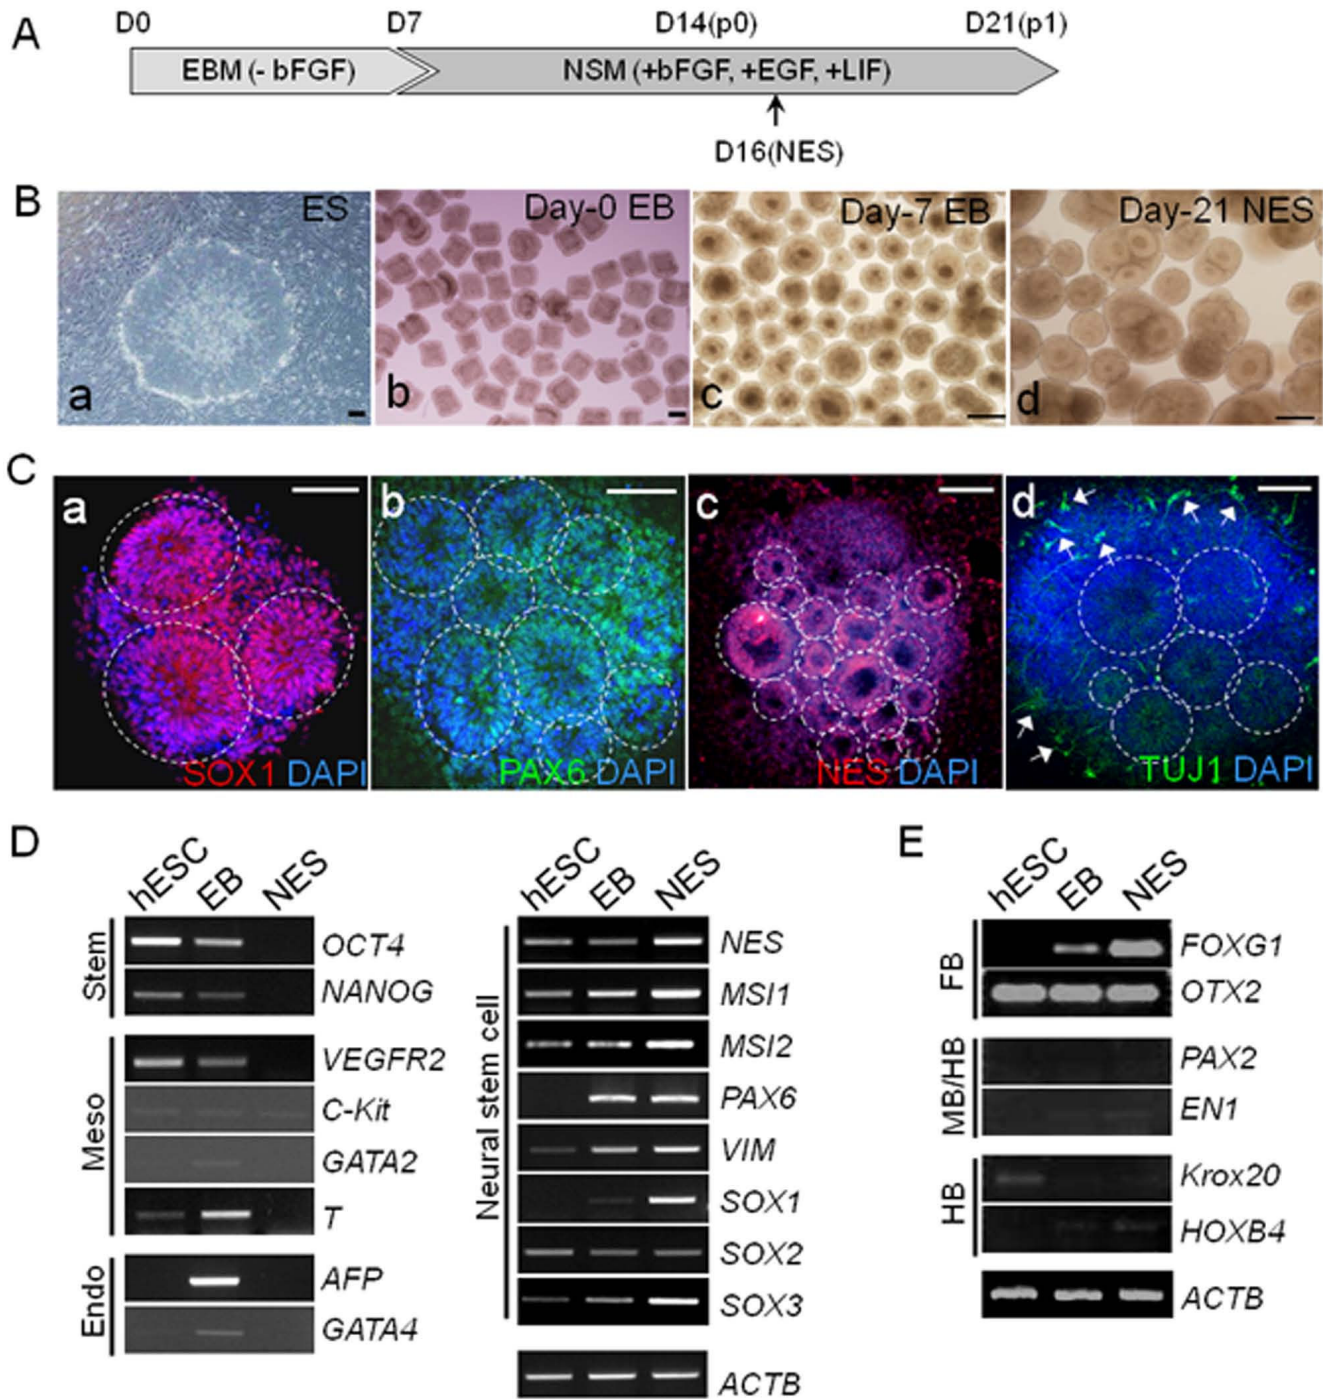 A
D0 D7 D14(p0) D21(p1)
EBM (- bFGF) NSM (+bFGF, +EGF, +LIF)
D16(NES)
B
ES Day-0 EB Day-7 EB Day-21 NES
a b c d
C
a b c d
SOX1 DAPI PAX6 DAPI NES DAPI TUJ1 DAPI
D
hESC EB NES
Stem
OCT4
NANOG
Meso
VEGFR2
C-Kit
GATA2
T
Endo
AFP
GATA4
hESC EB NES
Neural stem cell
NES
MSI1
MSI2
PAX6
VIM
SOX1
SOX2
SOX3
ACTB
E
hESC EB NES
FB
FOXG1
OTX2
MB/HB
PAX2
EN1
HB
Krox20
HOXB4
ACTB